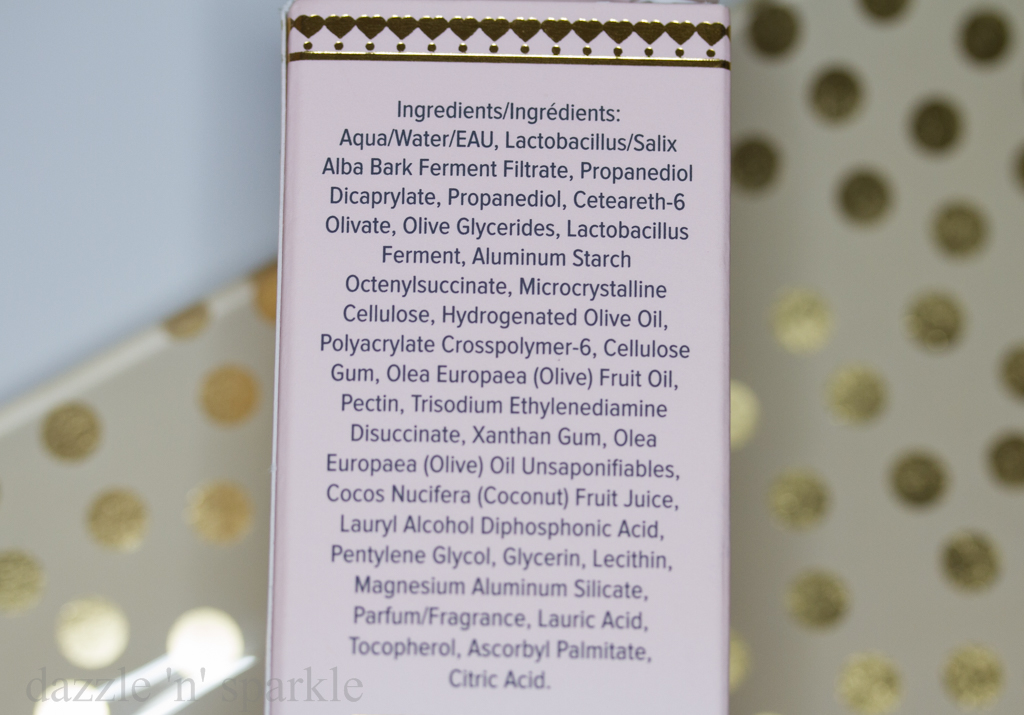 Ingredients/Ingrédients:
Aqua/Water/EAU, Lactobacillus/Salix
Alba Bark Ferment Filtrate, Propanediol
Dicaprylate, Propanediol, Ceteareth-6
Olivate, Olive Glycerides, Lactobacillus
Ferment, Aluminum Starch
Octenylsuccinate, Microcrystalline
Cellulose, Hydrogenated Olive Oil,
Polyacrylate Crosspolymer-6, Cellulose
Gum, Olea Europaea (Olive) Fruit Oil,
Pectin, Trisodium Ethylenediamine
Disuccinate, Xanthan Gum, Olea
Europaea (Olive) Oil Unsaponifiables,
Cocos Nucifera (Coconut) Fruit Juice,
Lauryl Alcohol Diphosphonic Acid,
Pentylene Glycol, Glycerin, Lecithin,
Magnesium Aluminum Silicate,
Parfum/Fragrance, Lauric Acid,
Tocopherol, Ascorbyl Palmitate,
Citric Acid.
dazzle 'n' sparkle